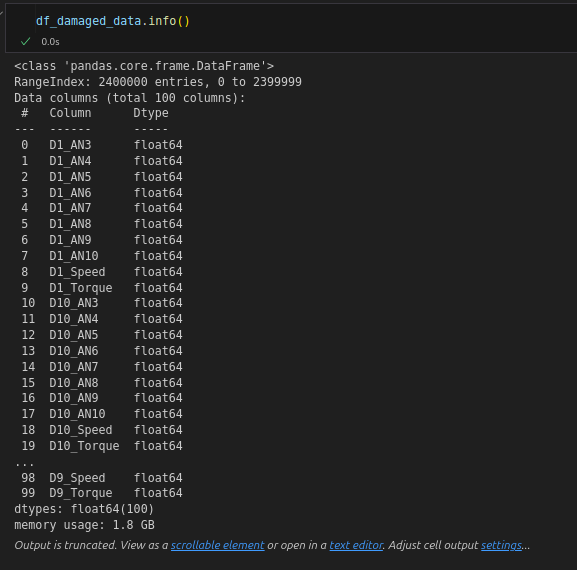 df_damaged_data.info()
0.0s
<class 'pandas.core.frame.DataFrame'>
RangeIndex: 2400000 entries, 0 to 2399999
Data columns (total 100 columns):
 #   Column      Dtype
---  ------      -----
 0   D1_AN3      float64
 1   D1_AN4      float64
 2   D1_AN5      float64
 3   D1_AN6      float64
 4   D1_AN7      float64
 5   D1_AN8      float64
 6   D1_AN9      float64
 7   D1_AN10     float64
 8   D1_Speed    float64
 9   D1_Torque   float64
 10  D10_AN3     float64
 11  D10_AN4     float64
 12  D10_AN5     float64
 13  D10_AN6     float64
 14  D10_AN7     float64
 15  D10_AN8     float64
 16  D10_AN9     float64
 17  D10_AN10    float64
 18  D10_Speed   float64
 19  D10_Torque  float64
...
 98  D9_Speed    float64
 99  D9_Torque   float64
dtypes: float64(100)
memory usage: 1.8 GB
Output is truncated. View as a scrollable element or open in a text editor. Adjust cell output settings...